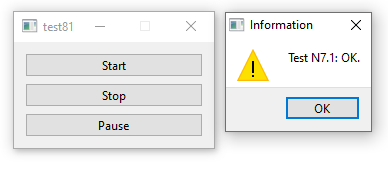 test81
Start
Stop
Pause
Information
Test N7.1: OK.
OK